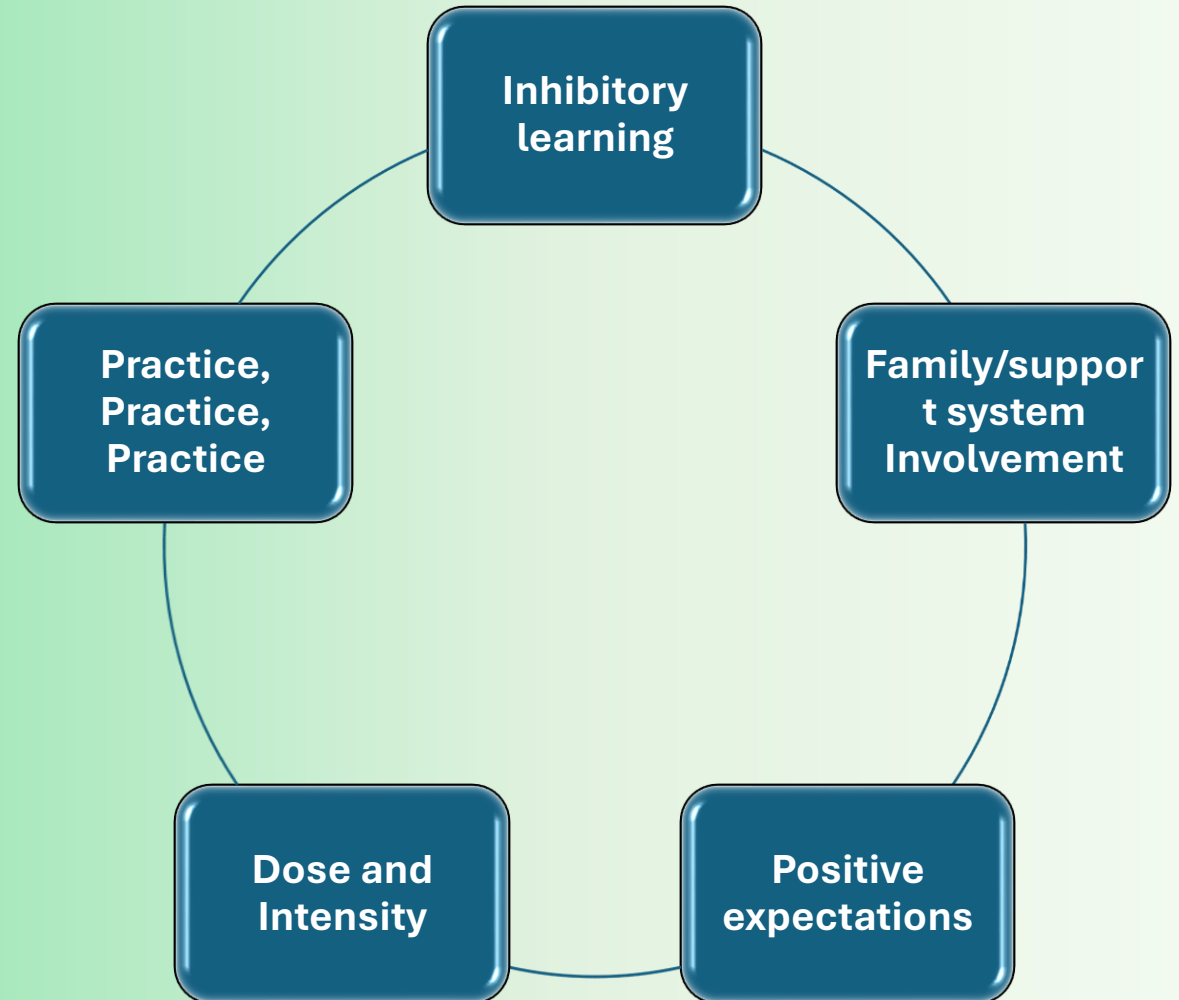 Inhibitory
learning
Family/suppor
t system
Involvement
Positive
expectations
Dose and
Intensity
Practice,
Practice,
Practice